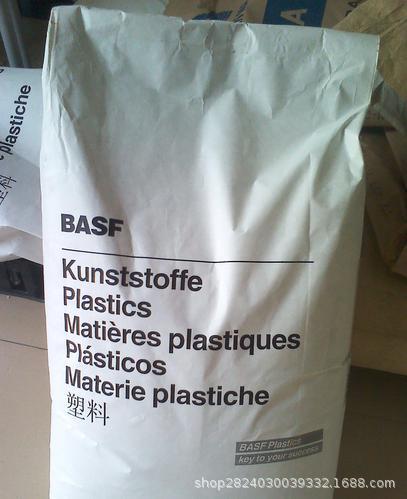 BASF
Kunststoffe
Plastics
Matières plastiques
Plásticos
Materie plastiche
塑料
BASF Plastics
key to your success
plastiche
shop2824030039332.1688.com